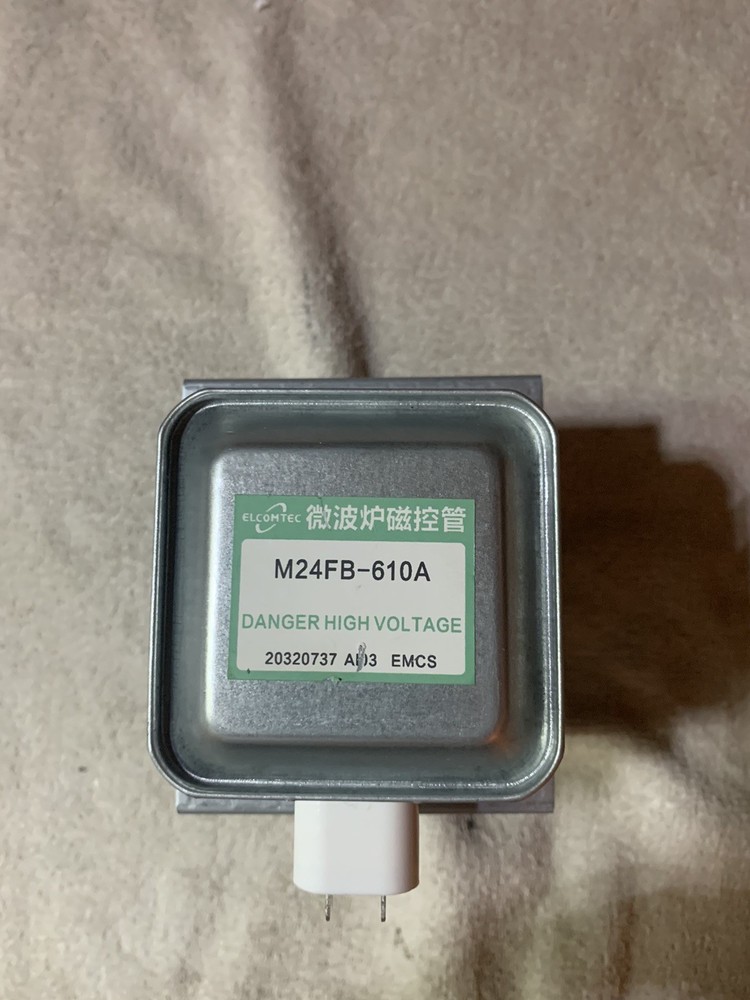 ELCOMTEC 微波炉磁控管
M24FB-610A
DANGER HIGH VOLTAGE
20320737 EMCS